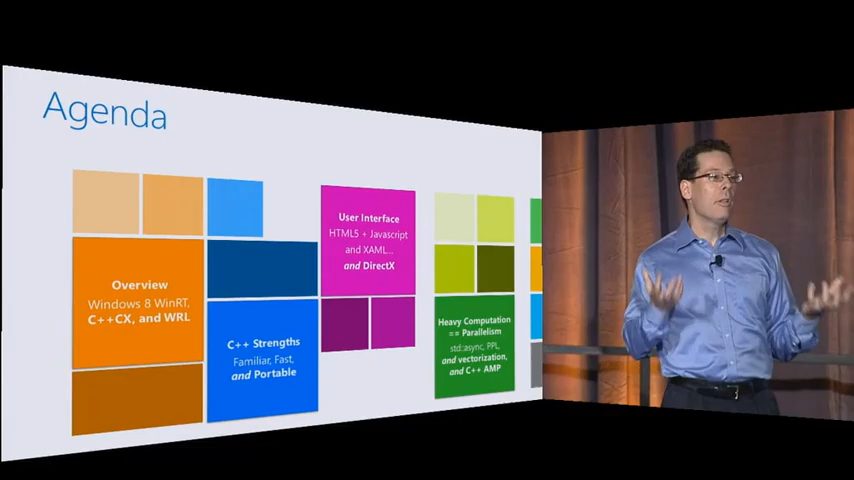 Agenda
Overview
Windows 8 WinRT,
C++CX, and WRL
C++ Strengths
Familiar, Fast,
and Portable
User Interface
HTML5 + Javascript
and XAML...
and DirectX
Heavy Computation
== Parallelism
std::async, PPL,
and vectorization,
and C++ AMP